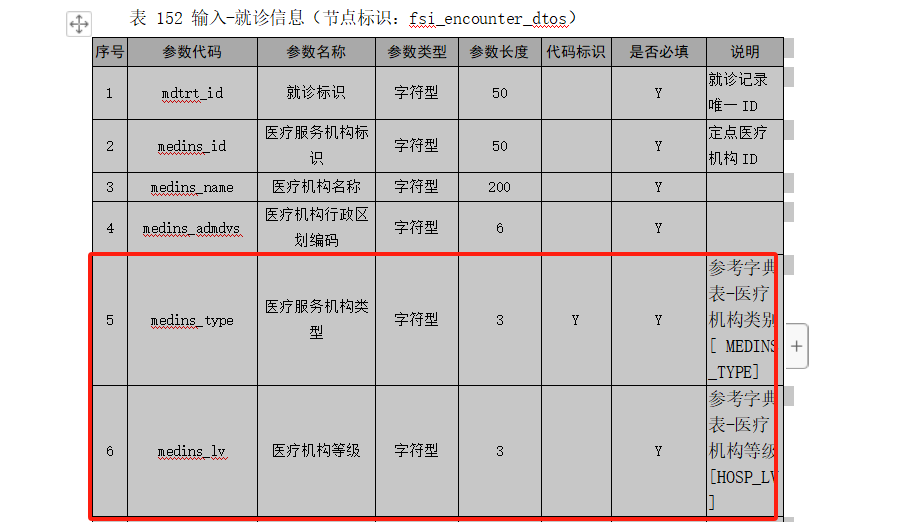 表 152 输入-就诊信息（节点标识：fsi_encounter_dtos）
序号 参数代码 参数名称 参数类型 参数长度 代码标识 是否必填 说明
1 mdtrt_id 就诊标识 字符型 50 Y 就诊记录
唯一 ID
2 medins_id 医疗服务机构标
识 字符型 50 Y 定点医疗
机构 ID
3 medins_name 医疗机构名称 字符型 200 Y
4 medins_admdvs 医疗机构行政区
划编码 字符型 6 Y
5 medins_type 医疗服务机构类
型 字符型 3 Y Y 参考字典
表-医疗
机构类别
[ MEDINS
_TYPE]
6 medins_lv 医疗机构等级 字符型 3 Y 参考字典
表-医疗
机构等级
[HOSP_LV
]